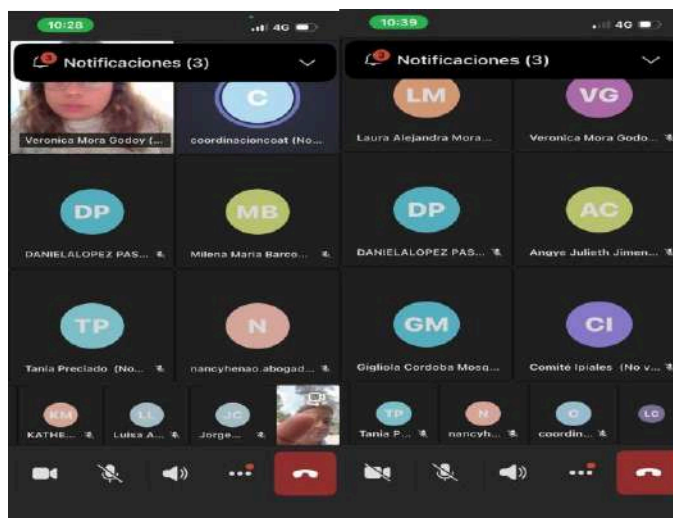 10:28
4G
Notificaciones (3)
Veronica Mora Godoy (...
C
coordinacioncoat (No...
DP
DANIELALOPEZ PAS...
MB
Milena Maria Barco...
TP
Tania Preciado (No...
N
nancyhenao.abogad...
KM
KATHE...
LL
Luisa A...
JC
Jorge...
10:39
4G
3
Notificaciones (3)
LM
Laura Alejandra Mora...
VG
Veronica Mora Godo...
DP
DANIELALOPEZ PAS...
AC
Angye Julieth Jimen...
GM
Gigliola Cordoba Mosq...
CI
Comité Ipiales (No v...
TP
Tania P...
N
nancyh...
C
coordin...
LC